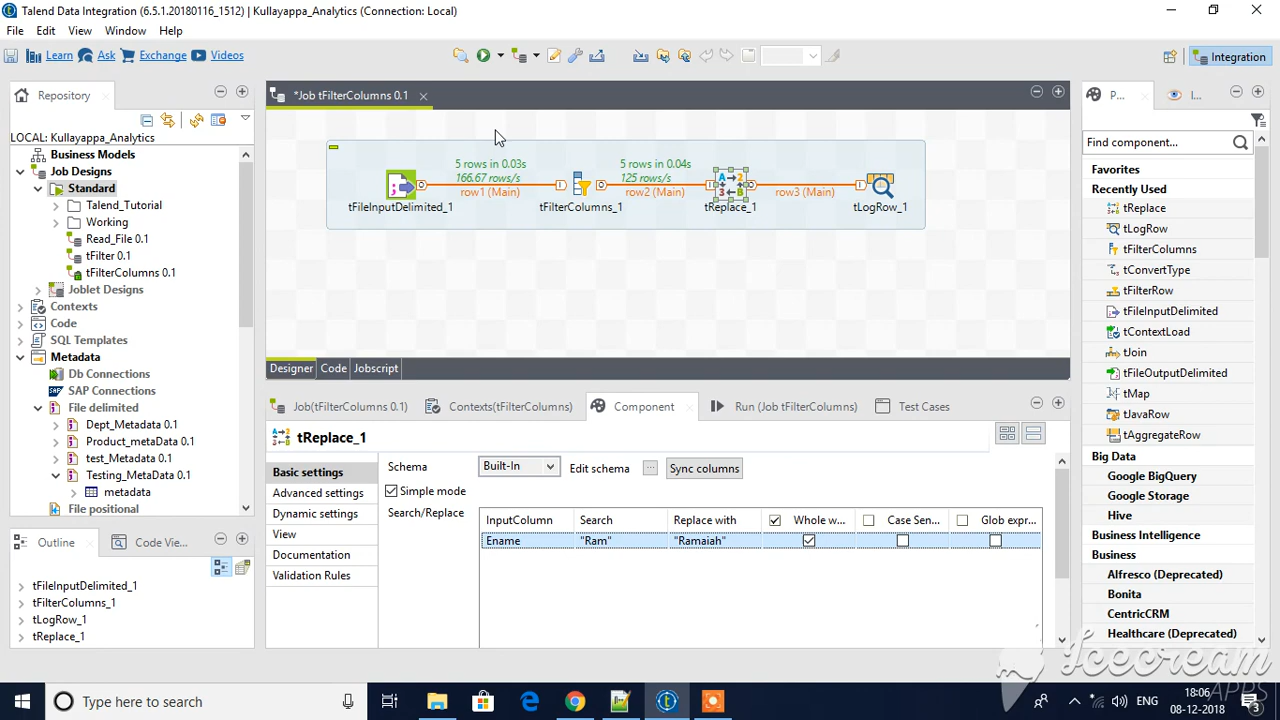 Talend Data Integration (6.5.1.20180116_1512) | Kullayappa_Analytics (Connection: Local)
File Edit View Window Help
Learn Ask Exchange Videos
Integration
Repository
*Job tFilterColumns 0.1
P...
I...
LOCAL: Kullayappa_Analytics
Business Models
Job Designs
Standard
Talend_Tutorial
Working
Read_File 0.1
tFilter 0.1
tFilterColumns 0.1
Joblet Designs
Contexts
Code
SQL Templates
Metadata
Db Connections
SAP Connections
File delimited
Dept_Metadata 0.1
Product_metaData 0.1
test_Metadata 0.1
Testing_MetaData 0.1
metadata
File positional
5 rows in 0.03s
166.67 rows/s
row1 (Main)
5 rows in 0.04s
125 rows/s
row2 (Main)
row3 (Main)
tFileInputDelimited_1
tFilterColumns_1
tReplace_1
tLogRow_1
Designer Code Jobscript
Find component...
Favorites
Recently Used
tReplace
tLogRow
tFilterColumns
tConvertType
tFilterRow
tFileInputDelimited
tContextLoad
tJoin
tFileOutputDelimited
tMap
tJavaRow
tAggregateRow
Big Data
Google BigQuery
Google Storage
Hive
Business Intelligence
Business
Alfresco (Deprecated)
Bonita
CentricCRM
Healthcare (Deprecated)
Job(tFilterColumns 0.1) Contexts(tFilterColumns) Component Run (Job tFilterColumns) Test Cases
tReplace_1
Basic settings
Advanced settings
Dynamic settings
View
Documentation
Validation Rules
Schema Built-In Edit schema ... Sync columns
Simple mode
Search/Replace
InputColumn Search Replace with Whole w... Case Sen... Glob expr...
Ename "Ram" "Ramaiah"
Outline
Code Vie...
tFileInputDelimited_1
tFilterColumns_1
tLogRow_1
tReplace_1
Icecream
APPS
Type here to search
ENG
18:06
08-12-2018
3